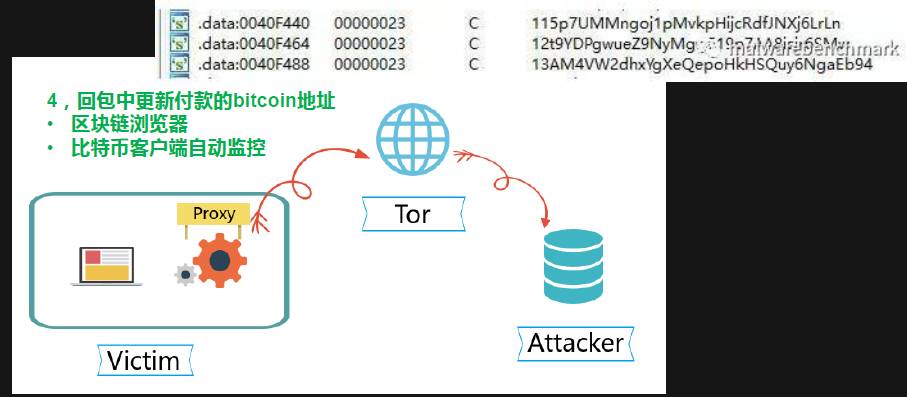 's' .data:0040F440 00000023 C 115p7UMMngoj1pMvkpHijcRdfJNXj6LrLn
's' .data:0040F464 00000023 C
's' .data:0040F488 00000023 C 13AM4VW2dhxYgXeQepoHkHSQuy6NgaEb94
malwarebenchmark
4，回包中更新付款的bitcoin地址
• 区块链浏览器
• 比特币客户端自动监控
Proxy
Tor
Attacker
Victim